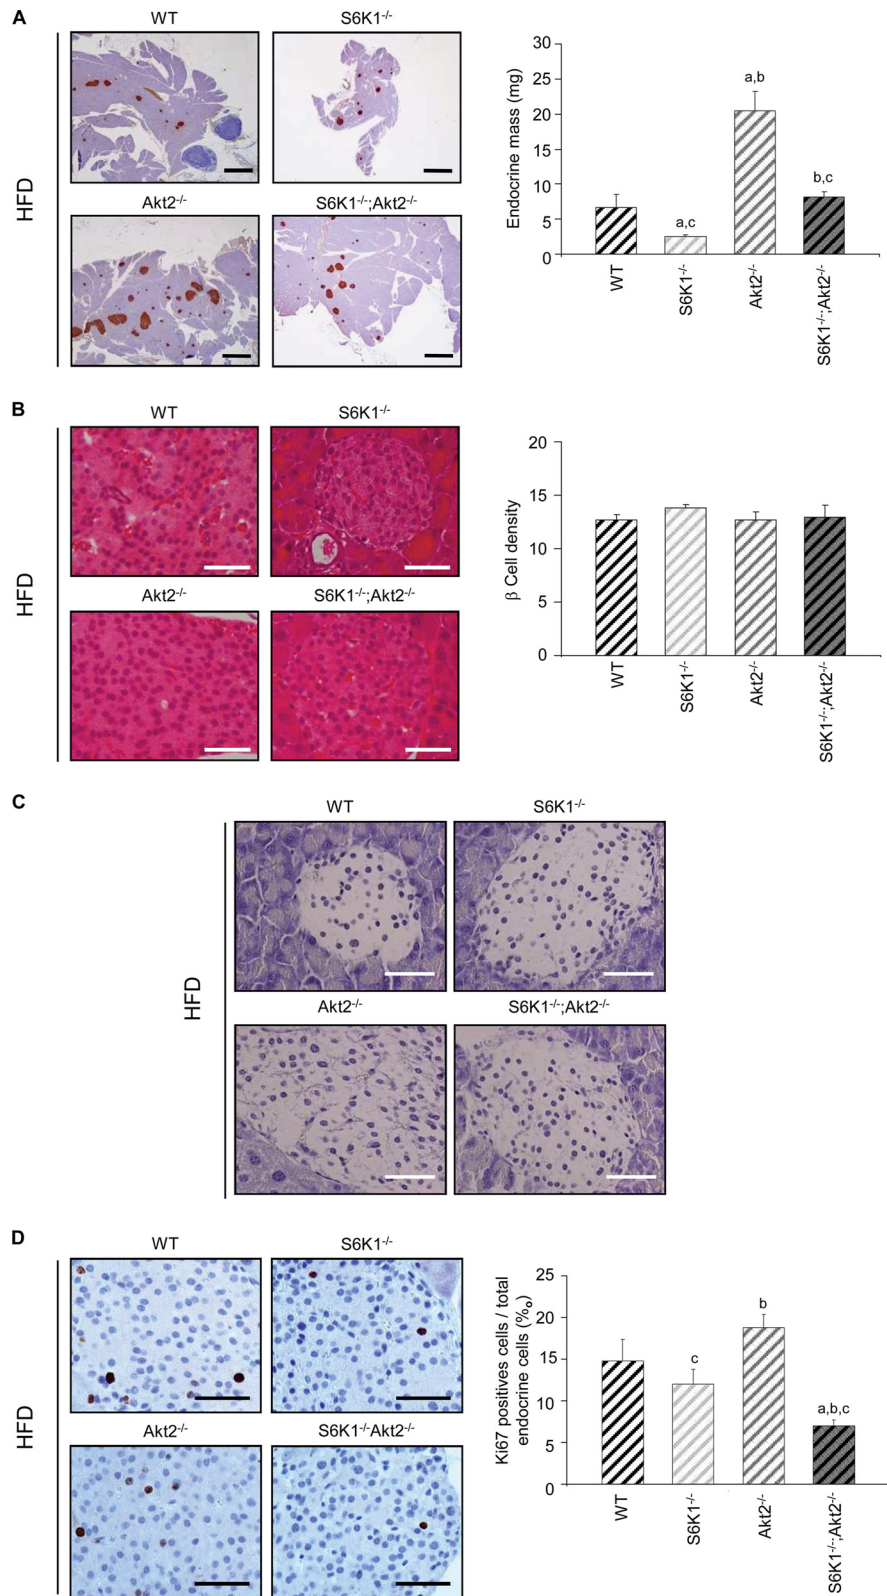 A
WT
S6K1-/-
HFD
Akt2-/-
S6K1-/-;Akt2-/-
Endocrine mass (mg)
30
25
20
15
10
5
0
a,c
a,b
b,c
WT
S6K1-/-
Akt2-/-
S6K1-/-;Akt2-/-
B
WT
S6K1-/-
HFD
Akt2-/-
S6K1-/-;Akt2-/-
β Cell density
20
15
10
5
0
WT
S6K1-/-
Akt2-/-
S6K1-/-;Akt2-/-
C
WT
S6K1-/-
HFD
Akt2-/-
S6K1-/-;Akt2-/-
D
WT
S6K1-/-
HFD
Akt2-/-
S6K1-/-Akt2-/-
Ki67 positives cells / total
endocrine cells (‰)
25
20
15
10
5
0
c
b
a,b,c
WT
S6K1-/-
Akt2-/-
S6K1-/-;Akt2-/-